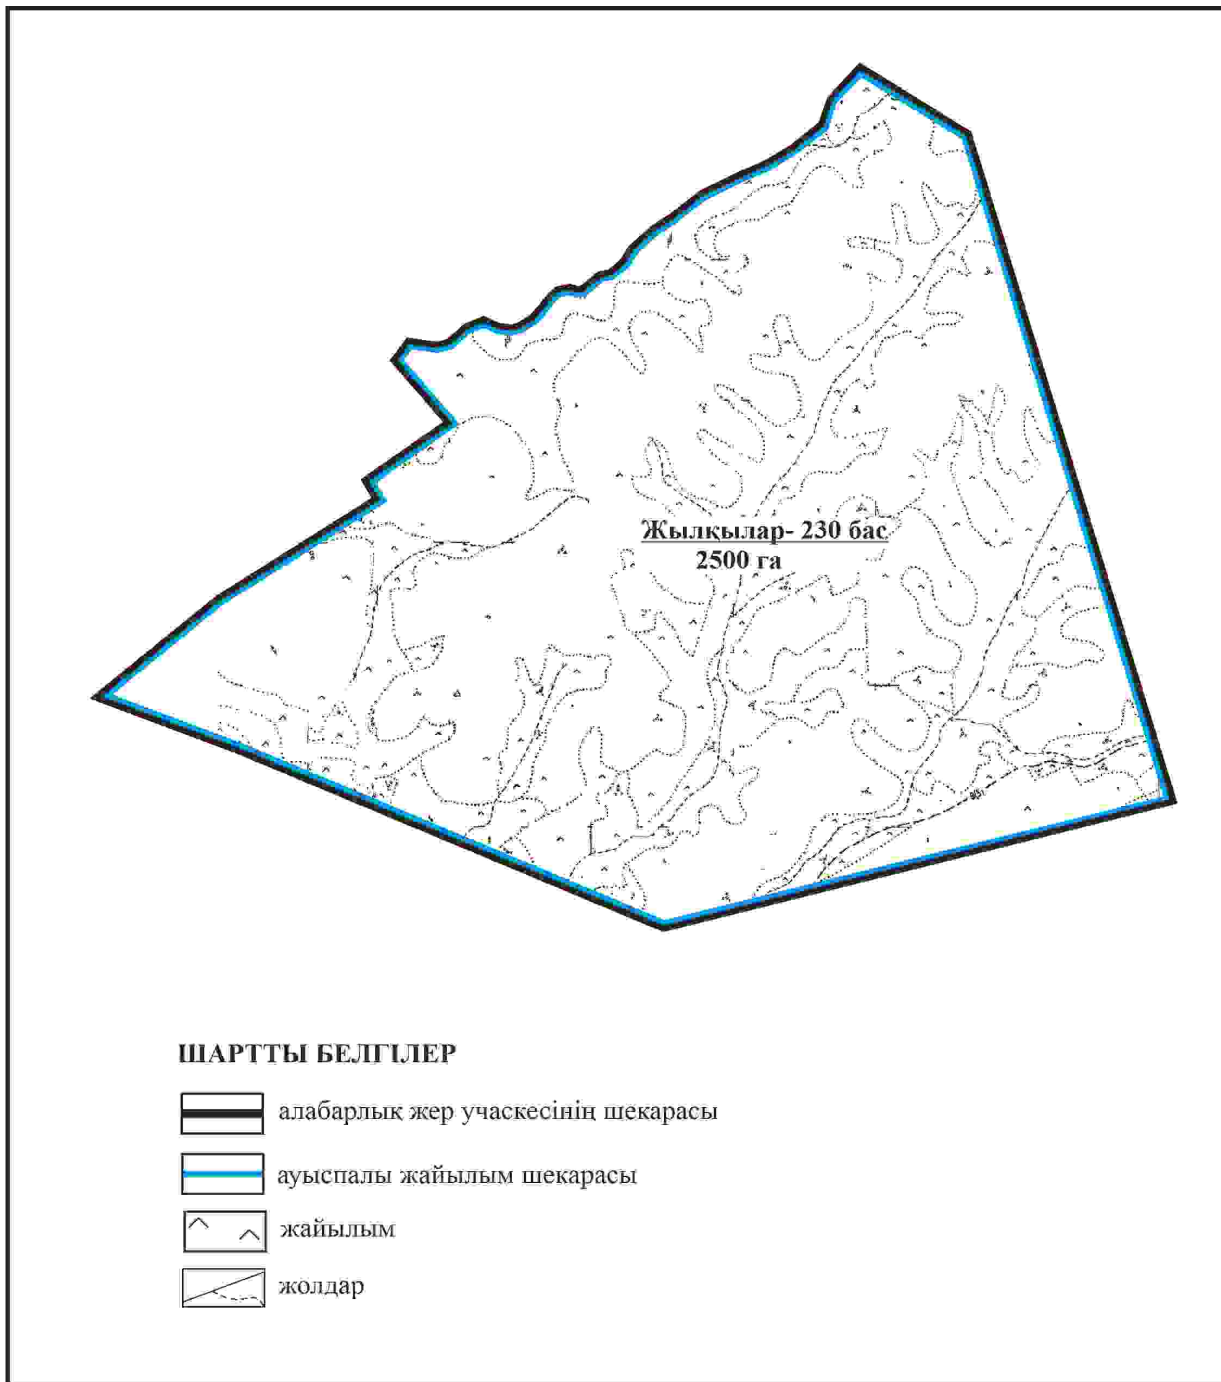 Жылқылар- 230 бас
2500 га
ШАРТТЫ БЕЛГІЛЕР
алабарлық жер учаскесінің шекарасы
ауыспалы жайылым шекарасы
жайылым
жолдар